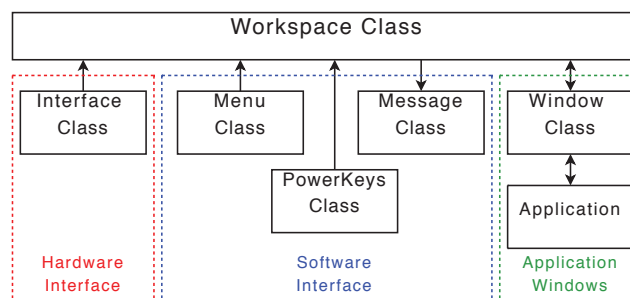 Workspace Class
Interface
Class
Menu
Class
Message
Class
Window
Class
PowerKeys
Class
Application
Hardware
Interface
Software
Interface
Application
Windows